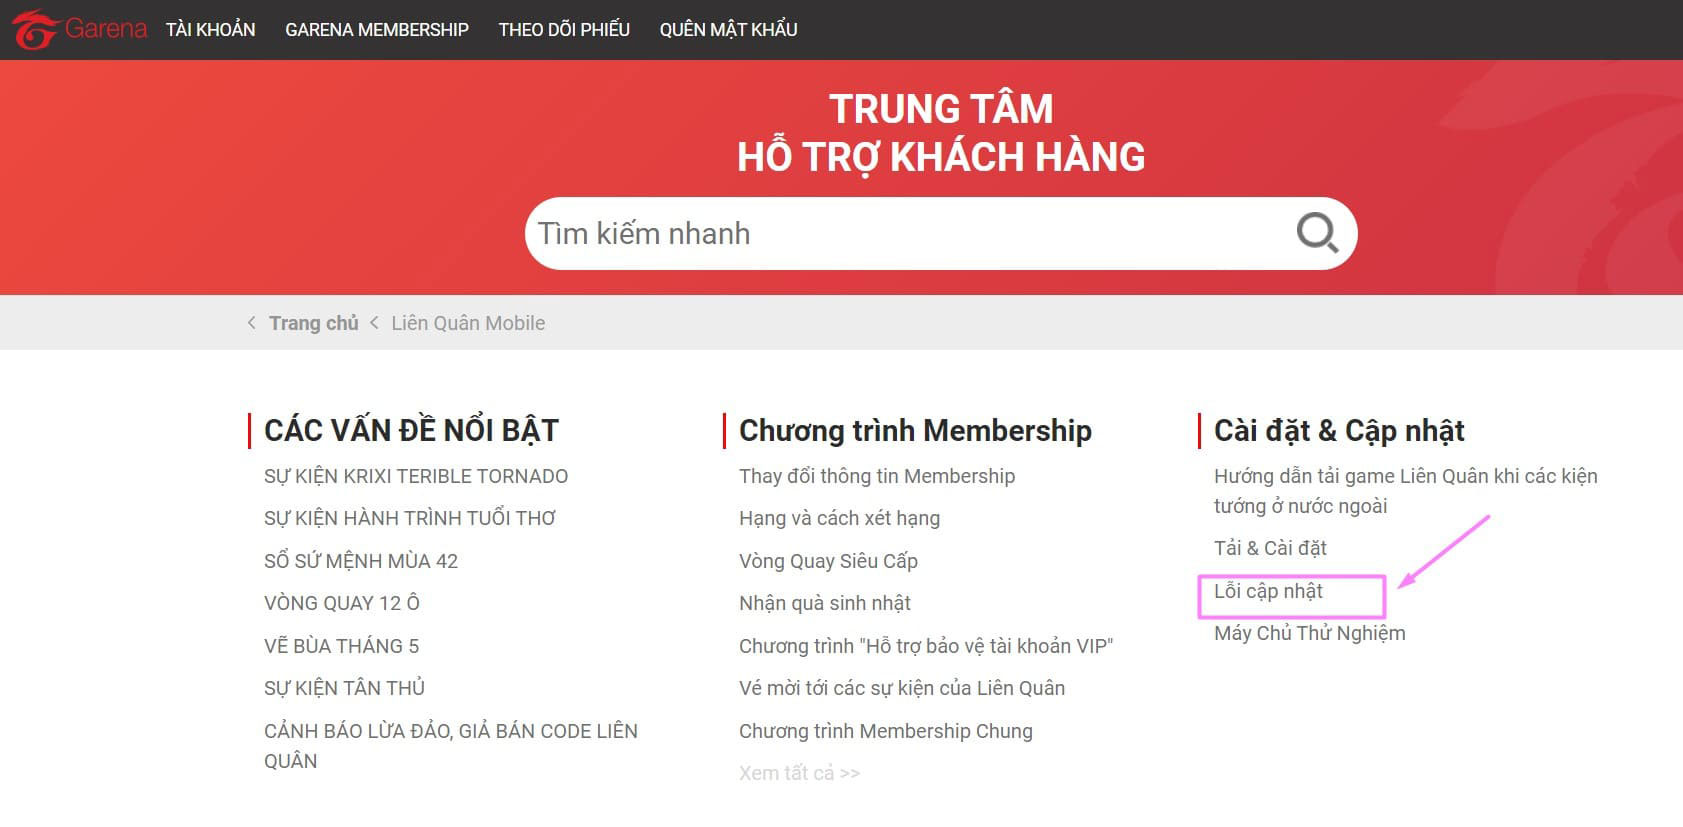 Garena TÀI KHOẢN GARENA MEMBERSHIP THEO DÕI PHIẾU QUÊN MẬT KHẨU
TRUNG TÂM
HỖ TRỢ KHÁCH HÀNG
Tìm kiếm nhanh
Trang chủ Liên Quân Mobile
CÁC VẤN ĐỀ NỔI BẬT
SỰ KIỆN KRIXI TERIBLE TORNADO
SỰ KIỆN HÀNH TRÌNH TUỔI THƠ
SỔ SỨ MỆNH MÙA 42
VÒNG QUAY 12 Ô
VẼ BÙA THÁNG 5
SỰ KIỆN TÂN THỦ
CẢNH BÁO LỪA ĐẢO, GIẢ BÁN CODE LIÊN
QUÂN
Chương trình Membership
Thay đổi thông tin Membership
Hạng và cách xét hạng
Vòng Quay Siêu Cấp
Nhận quà sinh nhật
Chương trình "Hỗ trợ bảo vệ tài khoản VIP"
Vé mời tới các sự kiện của Liên Quân
Chương trình Membership Chung
Xem tất cả >>
Cài đặt & Cập nhật
Hướng dẫn tải game Liên Quân khi các kiện
tướng ở nước ngoài
Tải & Cài đặt
Lỗi cập nhật
Máy Chủ Thử Nghiệm